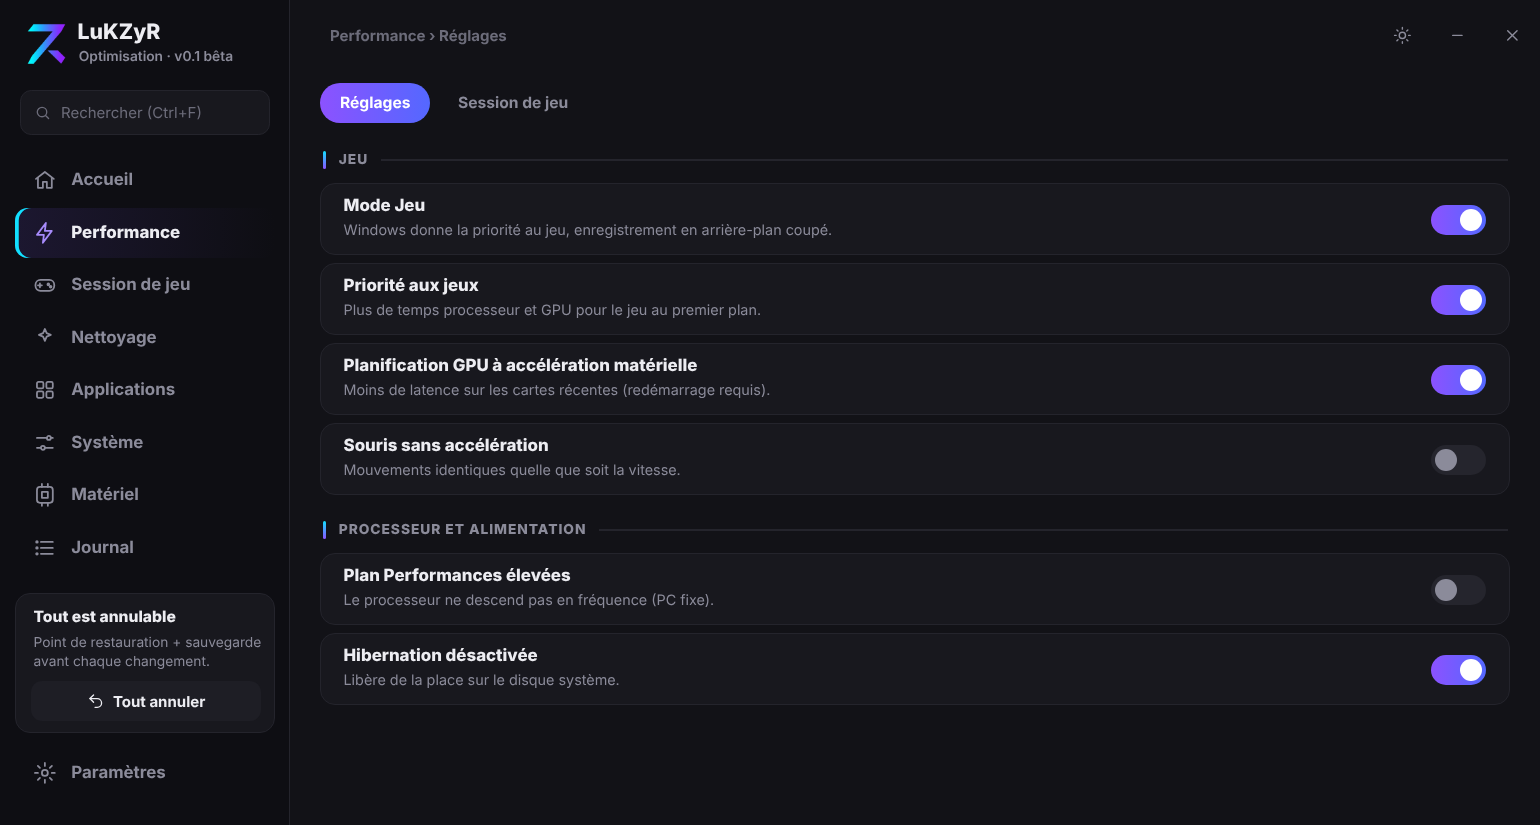 LuKZyR
Optimisation · v0.1 bêta
Rechercher (Ctrl+F)
Accueil
Performance
Session de jeu
Nettoyage
Applications
Système
Matériel
Journal
Tout est annulable
Point de restauration + sauvegarde
avant chaque changement.
Tout annuler
Paramètres
Performance › Réglages
Réglages
Session de jeu
JEU
Mode Jeu
Windows donne la priorité au jeu, enregistrement en arrière-plan coupé.
Priorité aux jeux
Plus de temps processeur et GPU pour le jeu au premier plan.
Planification GPU à accélération matérielle
Moins de latence sur les cartes récentes (redémarrage requis).
Souris sans accélération
Mouvements identiques quelle que soit la vitesse.
PROCESSEUR ET ALIMENTATION
Plan Performances élevées
Le processeur ne descend pas en fréquence (PC fixe).
Hibernation désactivée
Libère de la place sur le disque système.